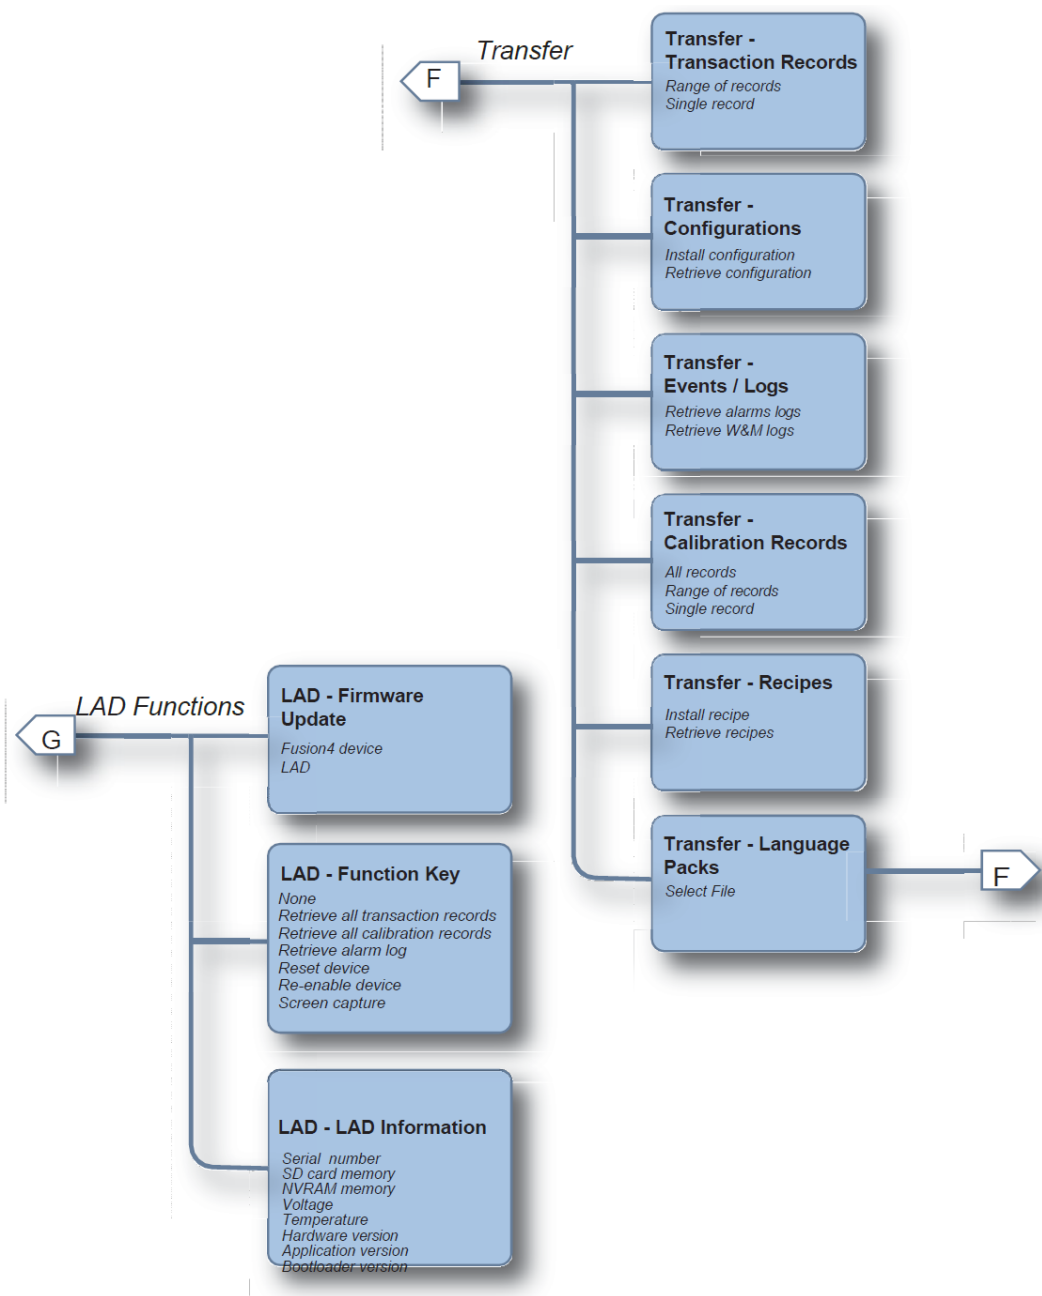 F
Transfer
Transfer -
Transaction Records
Range of records
Single record
Transfer -
Configurations
Install configuration
Retrieve configuration
Transfer -
Events / Logs
Retrieve alarms logs
Retrieve W&M logs
Transfer -
Calibration Records
All records
Range of records
Single record
Transfer - Recipes
Install recipe
Retrieve recipes
Transfer - Language
Packs
Select File
F
G
LAD Functions
LAD - Firmware
Update
Fusion4 device
LAD
LAD - Function Key
None
Retrieve all transaction records
Retrieve all calibration records
Retrieve alarm log
Reset device
Re-enable device
Screen capture
LAD - LAD Information
Serial number
SD card memory
NVRAM memory
Voltage
Temperature
Hardware version
Application version
Bootloader version